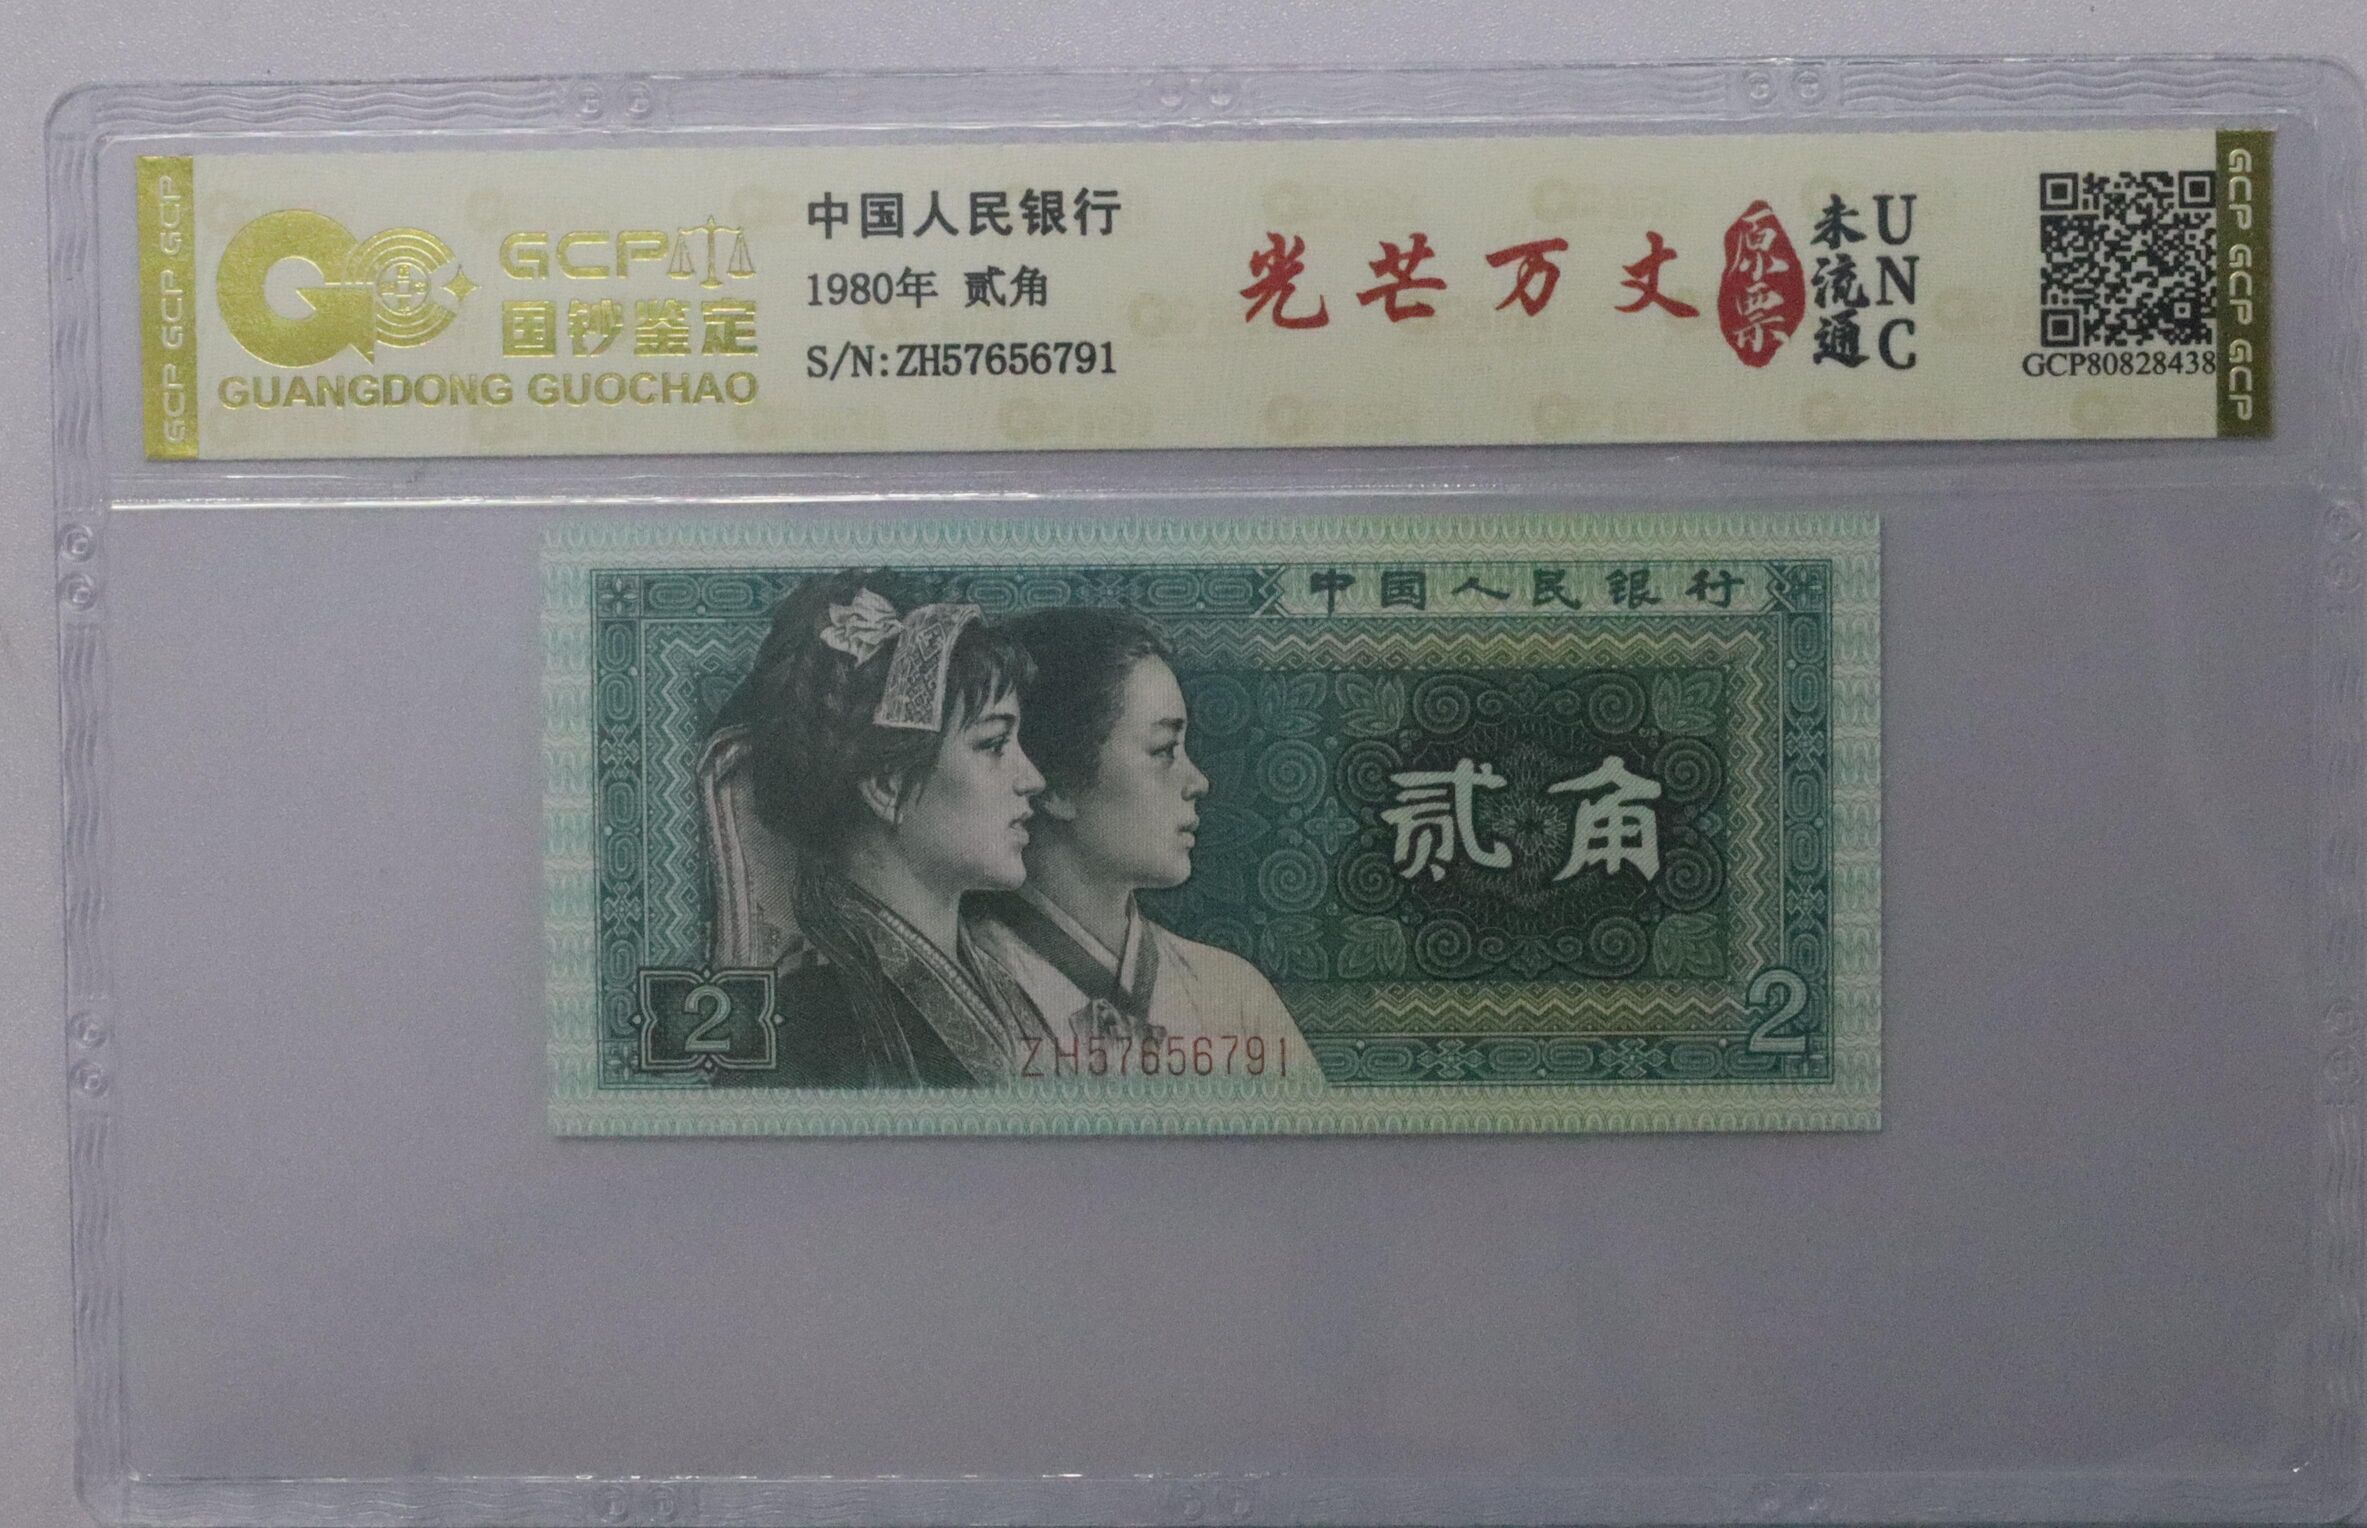 GCP GCP GCP
GCP
国钞鉴定
GUANGDONG GUOCHAO
中国人民银行
1980年 贰角
S/N:ZH57656791
光芒万丈
原票
未流通
UNC
GCP80828438
GCP GCP GCP
中国人民银行
贰角
2
2
ZH57656791